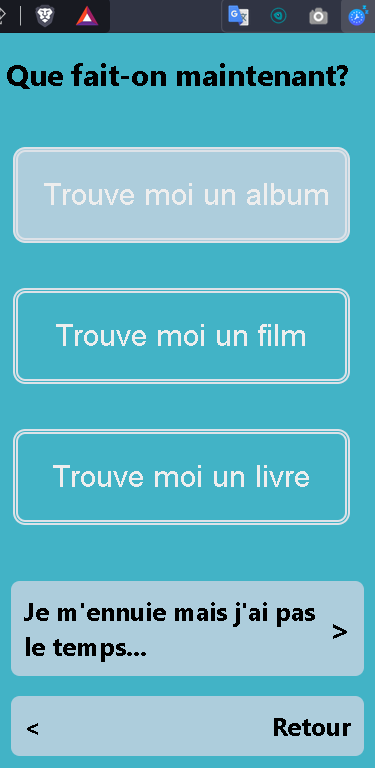 Que fait-on maintenant?
Trouve moi un album
Trouve moi un film
Trouve moi un livre
Je m'ennuie mais j'ai pas
le temps... >
< Retour